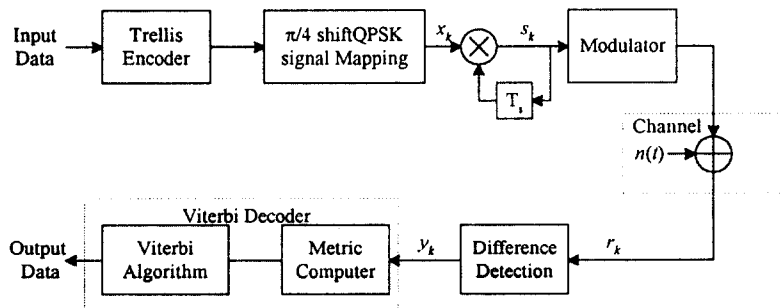 Input
Data
Trellis
Encoder
π/4 shiftQPSK
signal Mapping
x_k
s_k
T_s
Modulator
Channel
n(t)
Viterbi Decoder
Output
Data
Viterbi
Algorithm
Metric
Computer
y_k
Difference
Detection
r_k